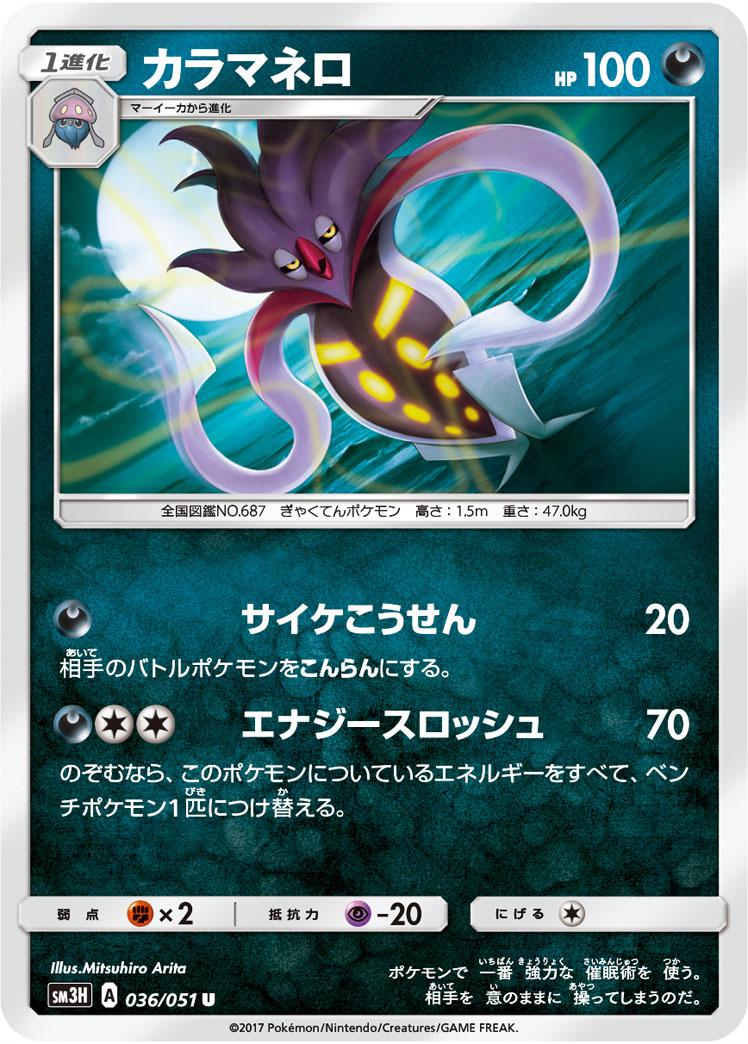 1進化
カラマネロ
HP 100
マーイーカから進化
全国図鑑NO.687 ぎゃくてんポケモン 高さ:1.5m 重さ:47.0kg
サイケこうせん 20
相手のバトルポケモンをこんらんにする。
エナジースロッシュ 70
のぞむなら、このポケモンについているエネルギーをすべて、ベン
チポケモン1匹につけ替える。
弱点 ×2 抵抗力 -20 にげる
Illus.Mitsuhiro Arita
SM3H A 036/051 U
ポケモンで 一番 強力な 催眠術を 使う。
相手を 意のままに 操ってしまうのだ。
©2017 Pokémon/Nintendo/Creatures/GAME FREAK.